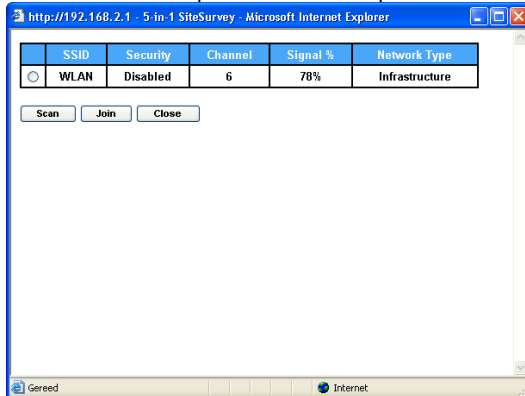 http://192.168.2.1 - 5-in-1 SiteSurvey - Microsoft Internet Explorer
SSID Security Channel Signal % Network Type
WLAN Disabled 6 78% Infrastructure
Scan Join Close
Gereed Internet